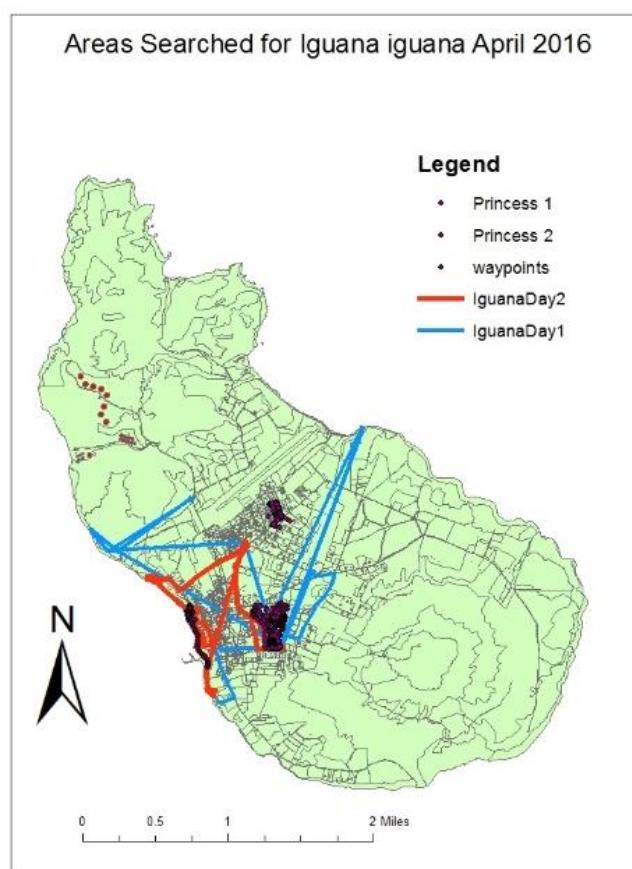 Areas Searched for Iguana iguana April 2016
Legend
Princess 1
Princess 2
waypoints
IguanaDay2
IguanaDay1
N
0 0.5 1 2 Miles